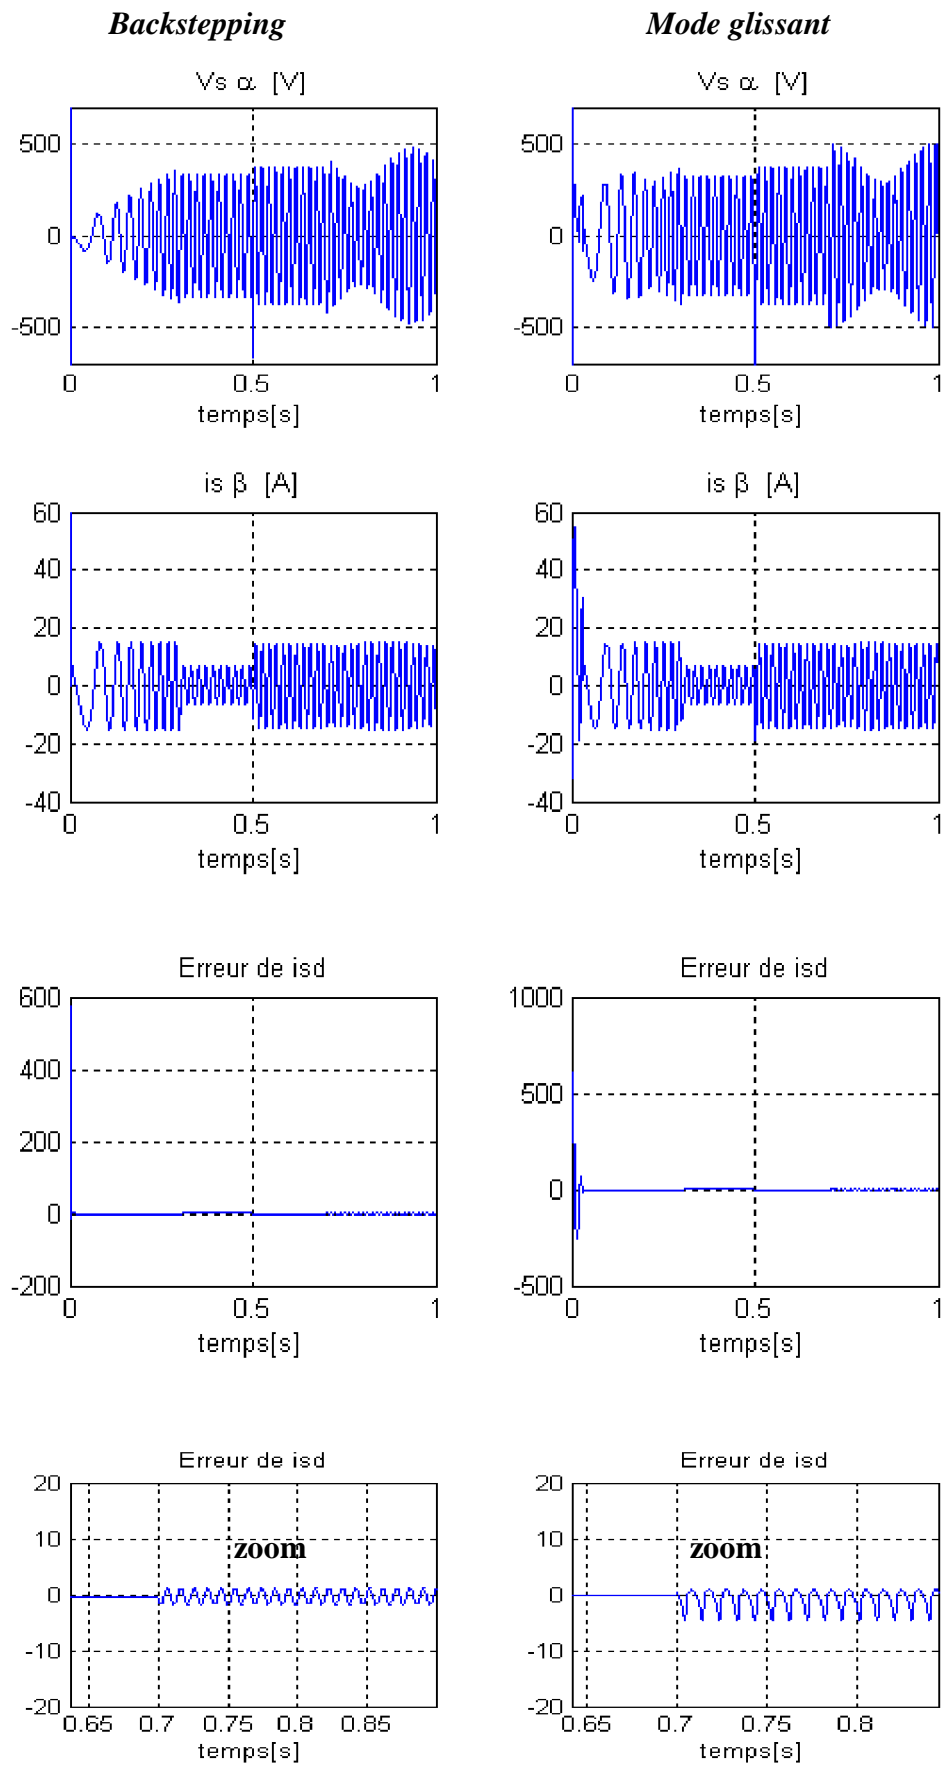 Backstepping
Mode glissant
Vs α [V]
500
0
-500
0 0.5 1
temps[s]
Vs α [V]
500
0
-500
0 0.5 1
temps[s]
is β [A]
60
40
20
0
-20
-40
0 0.5 1
temps[s]
is β [A]
60
40
20
0
-20
-40
0 0.5 1
temps[s]
Erreur de isd
600
400
200
0
-200
0 0.5 1
temps[s]
Erreur de isd
1000
500
0
-500
0 0.5 1
temps[s]
Erreur de isd
20
10
zoom
0
-10
-20
0.65 0.7 0.75 0.8 0.85
temps[s]
Erreur de isd
20
10
zoom
0
-10
-20
0.65 0.7 0.75 0.8
temps[s]